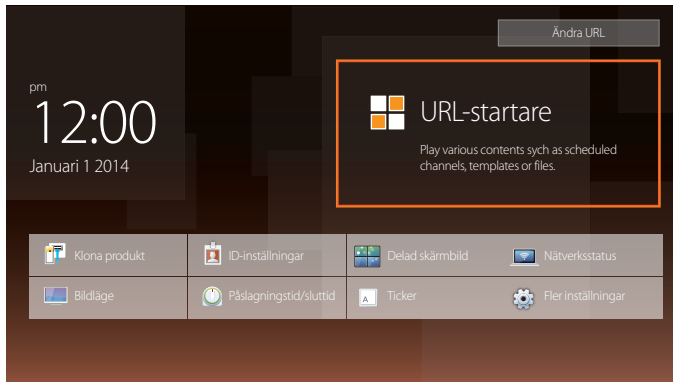 Ändra URL
pm
12:00
Januari 1 2014
URL-startare
Play various contents sych as scheduled
channels, templates or files.
Klona produkt
ID-inställningar
Delad skärmbild
Nätverksstatus
Bildläge
Påslagningstid/sluttid
A
Ticker
Fler inställningar